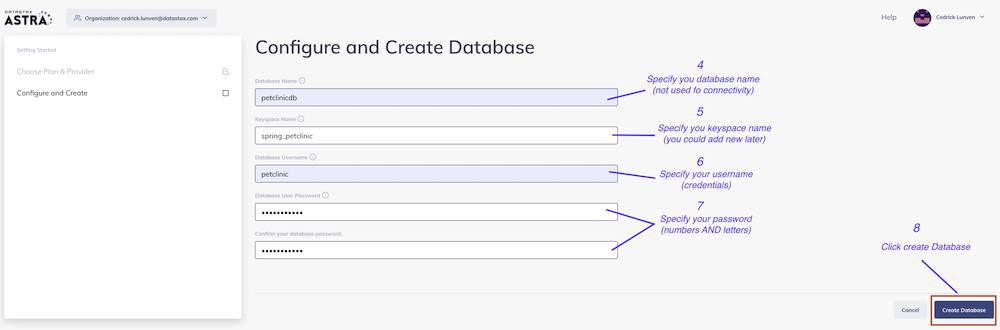 DATASTAX
ASTRA
Organization: cedrick.lunven@datastax.com
Help
Cedrick Lunven
Getting Started
Choose Plan & Provider
Configure and Create
Configure and Create Database
Database Name
petclinicdb
4
Specify you database name
(not used fo connectivity)
Keyspace Name
spring_petclinic
5
Specify you keyspace name
(you could add new later)
Database Username
petclinic
6
Specify your username
(credentials)
Database User Password
•••••••••••
7
Specify your password
(numbers AND letters)
Confirm your database password.
•••••••••••
8
Click create Database
Cancel
Create Database